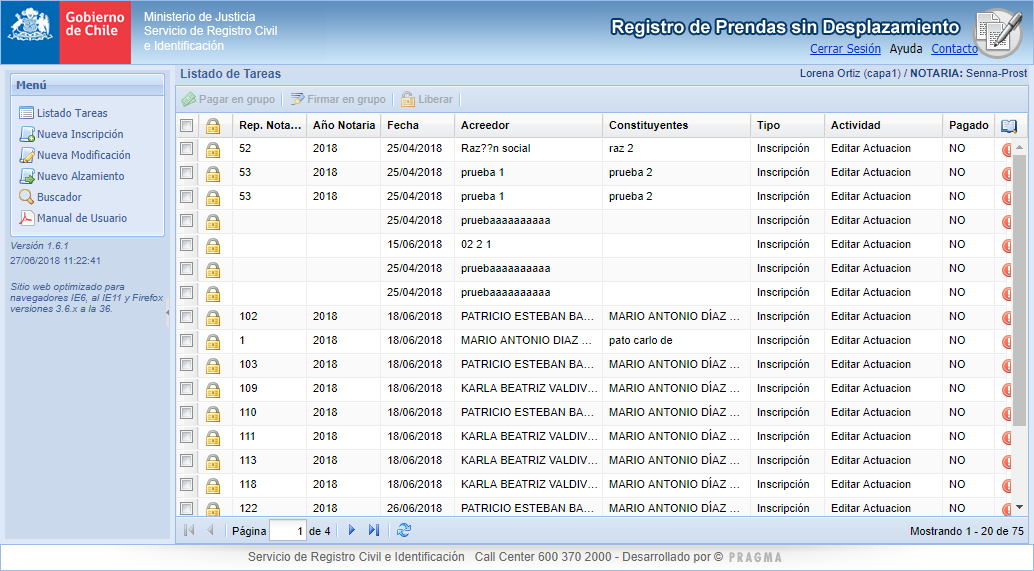 Gobierno
de Chile
Ministerio de Justicia
Servicio de Registro Civil
e Identificación
Registro de Prendas sin Desplazamiento
Cerrar Sesión Ayuda Contacto
Menú
Listado Tareas
Nueva Inscripción
Nueva Modificación
Nuevo Alzamiento
Buscador
Manual de Usuario
Versión 1.6.1
27/06/2018 11:22:41
Sitio web optimizado para
navegadores IE6, al IE11 y Firefox
versiones 3.6.x a la 36.
Listado de Tareas Lorena Ortiz (capa1) / NOTARIA: Senna-Prost
Pagar en grupo Firmar en grupo Liberar
Rep. Nota... Año Notaria Fecha Acreedor Constituyentes Tipo Actividad Pagado
52 2018 25/04/2018 Raz??n social raz 2 Inscripción Editar Actuacion NO
53 2018 25/04/2018 prueba 1 prueba 2 Inscripción Editar Actuacion NO
53 2018 25/04/2018 prueba 1 prueba 2 Inscripción Editar Actuacion NO
25/04/2018 pruebaaaaaaaaaa Inscripción Editar Actuacion NO
15/06/2018 02 2 1 Inscripción Editar Actuacion NO
25/04/2018 pruebaaaaaaaaaa Inscripción Editar Actuacion NO
25/04/2018 pruebaaaaaaaaaa Inscripción Editar Actuacion NO
102 2018 18/06/2018 PATRICIO ESTEBAN BA... MARIO ANTONIO DÍAZ ... Inscripción Editar Actuacion NO
1 2018 18/06/2018 MARIO ANTONIO DIAZ ... pato carlo de Inscripción Editar Actuacion NO
103 2018 18/06/2018 PATRICIO ESTEBAN BA... MARIO ANTONIO DÍAZ ... Inscripción Editar Actuacion NO
109 2018 18/06/2018 KARLA BEATRIZ VALDIV... MARIO ANTONIO DÍAZ ... Inscripción Editar Actuacion NO
110 2018 18/06/2018 PATRICIO ESTEBAN BA... MARIO ANTONIO DÍAZ ... Inscripción Editar Actuacion NO
111 2018 18/06/2018 KARLA BEATRIZ VALDIV... MARIO ANTONIO DÍAZ ... Inscripción Editar Actuacion NO
113 2018 18/06/2018 KARLA BEATRIZ VALDIV... MARIO ANTONIO DÍAZ ... Inscripción Editar Actuacion NO
118 2018 18/06/2018 KARLA BEATRIZ VALDIV... MARIO ANTONIO DÍAZ ... Inscripción Editar Actuacion NO
122 2018 26/06/2018 PATRICIO ESTEBAN BA... MARIO ANTONIO DÍAZ ... Inscripción Editar Actuacion NO
Página 1 de 4 Mostrando 1 - 20 de 75
Servicio de Registro Civil e Identificación Call Center 600 370 2000 - Desarrollado por © PRAGMA